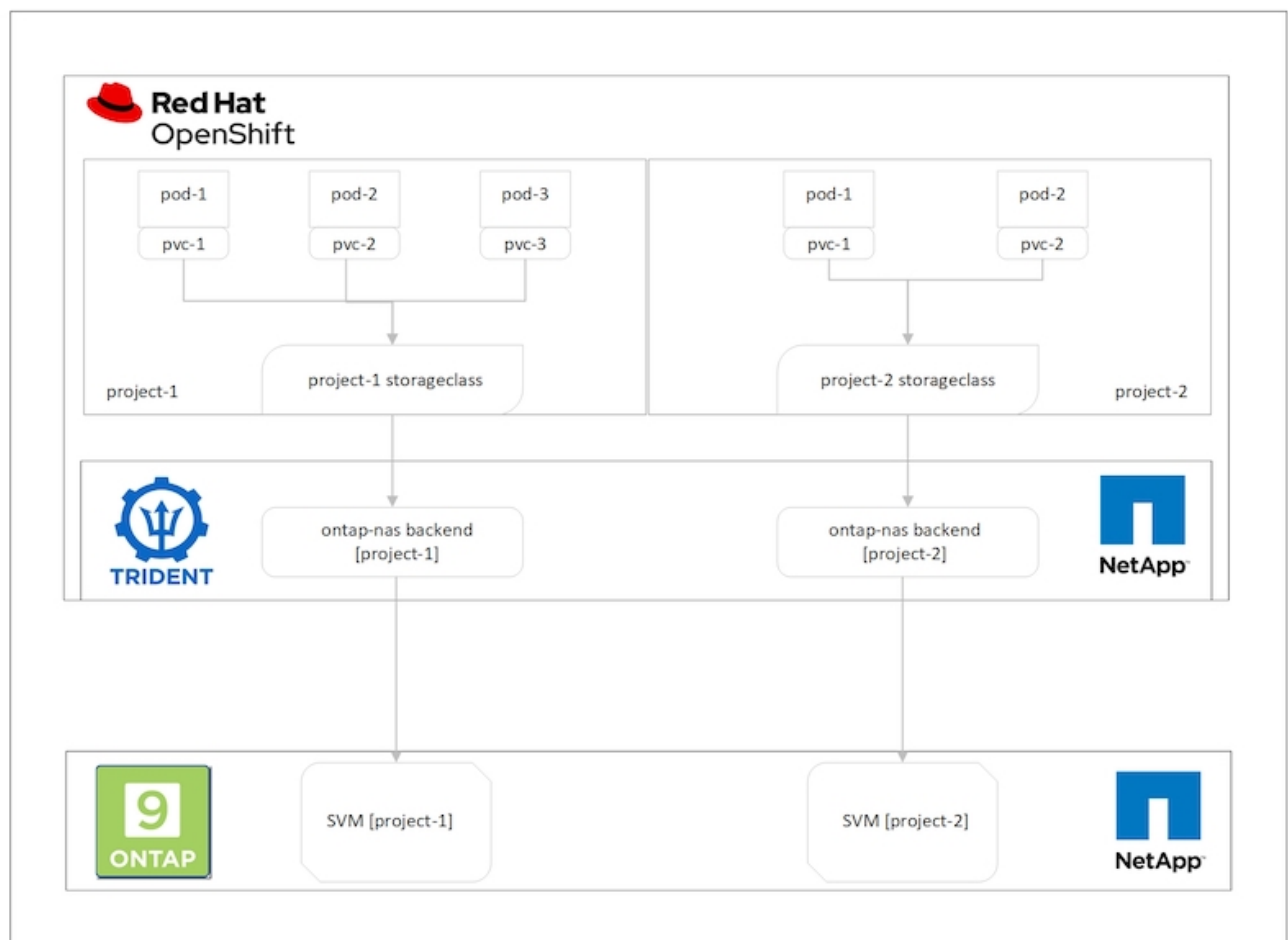 Red Hat
OpenShift
pod-1
pod-2
pod-3
pvc-1
pvc-2
pvc-3
project-1 storageclass
project-1
pod-1
pod-2
pvc-1
pvc-2
project-2 storageclass
project-2
TRIDENT
ontap-nas backend
[project-1]
ontap-nas backend
[project-2]
NetApp
9
ONTAP
SVM [project-1]
SVM [project-2]
NetApp